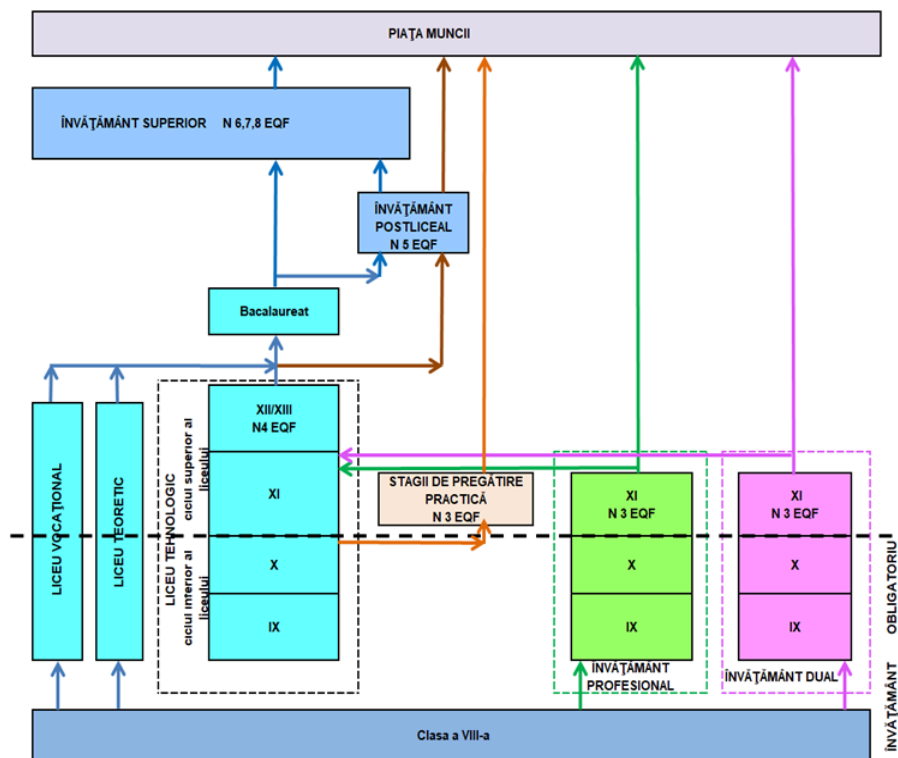 PIAŢA MUNCII
ÎNVĂŢĂMÂNT SUPERIOR N 6,7,8 EQF
ÎNVĂŢĂMÂNT
POSTLICEAL
N 5 EQF
Bacalaureat
LICEU VOCAŢIONAL
LICEU TEORETIC
LICEU TEHNOLOGIC
ciclul superior al
liceului
ciclul inferior al
liceului
XII/XIII
N4 EQF
XI
X
IX
STAGII DE PREGĂTIRE
PRACTICĂ
N 3 EQF
XI
N 3 EQF
X
IX
ÎNVĂŢĂMÂNT
PROFESIONAL
XI
N 3 EQF
X
IX
ÎNVĂŢĂMÂNT DUAL
ÎNVĂŢĂMÂNT OBLIGATORIU
Clasa a VIII-a